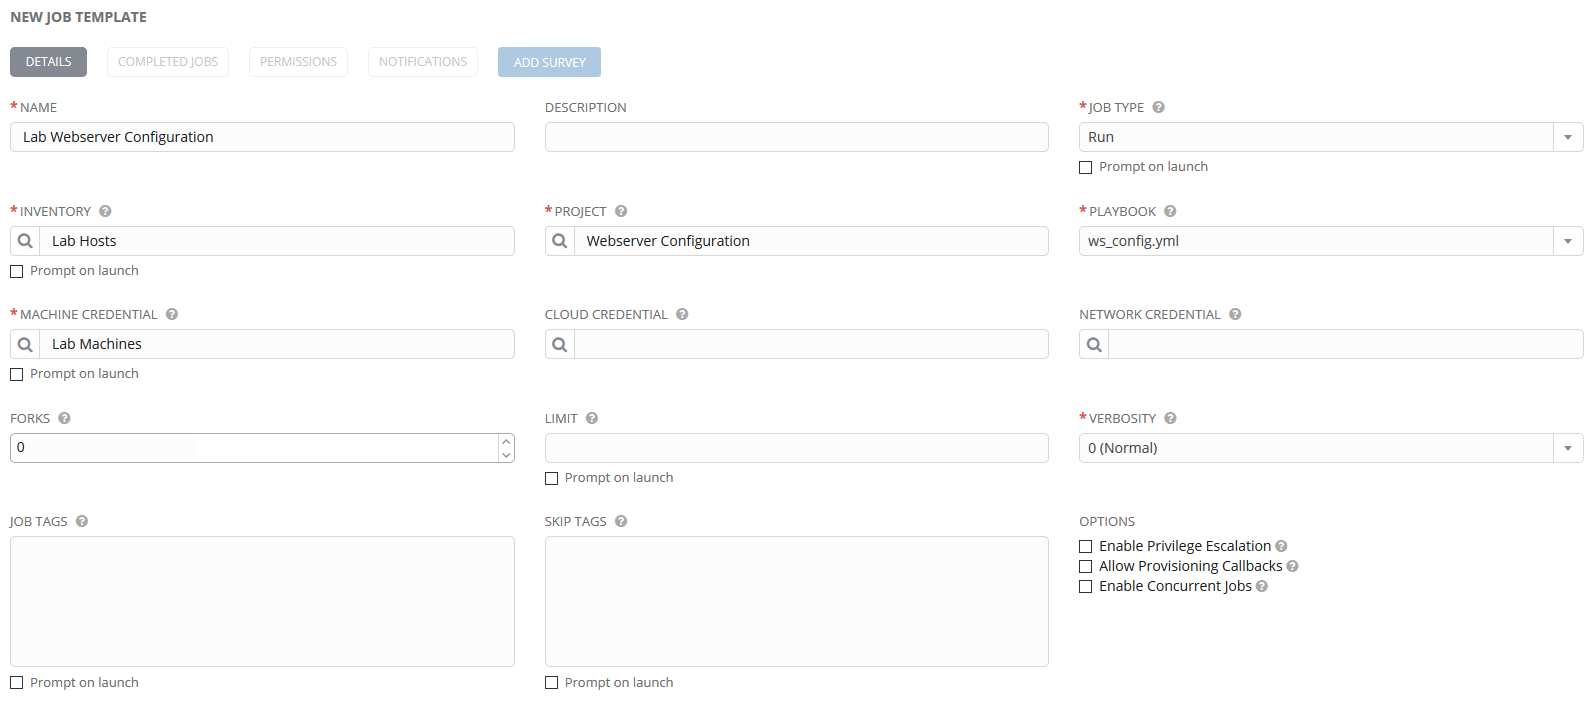 NEW JOB TEMPLATE
DETAILS COMPLETED JOBS PERMISSIONS NOTIFICATIONS ADD SURVEY
* NAME DESCRIPTION * JOB TYPE ?
Lab Webserver Configuration Run
Prompt on launch
* INVENTORY ? * PROJECT ? * PLAYBOOK ?
Lab Hosts Webserver Configuration ws_config.yml
Prompt on launch
* MACHINE CREDENTIAL ? CLOUD CREDENTIAL ? NETWORK CREDENTIAL ?
Lab Machines
Prompt on launch
FORKS ? LIMIT ? * VERBOSITY ?
0 0 (Normal)
Prompt on launch
JOB TAGS ? SKIP TAGS ? OPTIONS
Enable Privilege Escalation ?
Allow Provisioning Callbacks ?
Enable Concurrent Jobs ?
Prompt on launch Prompt on launch